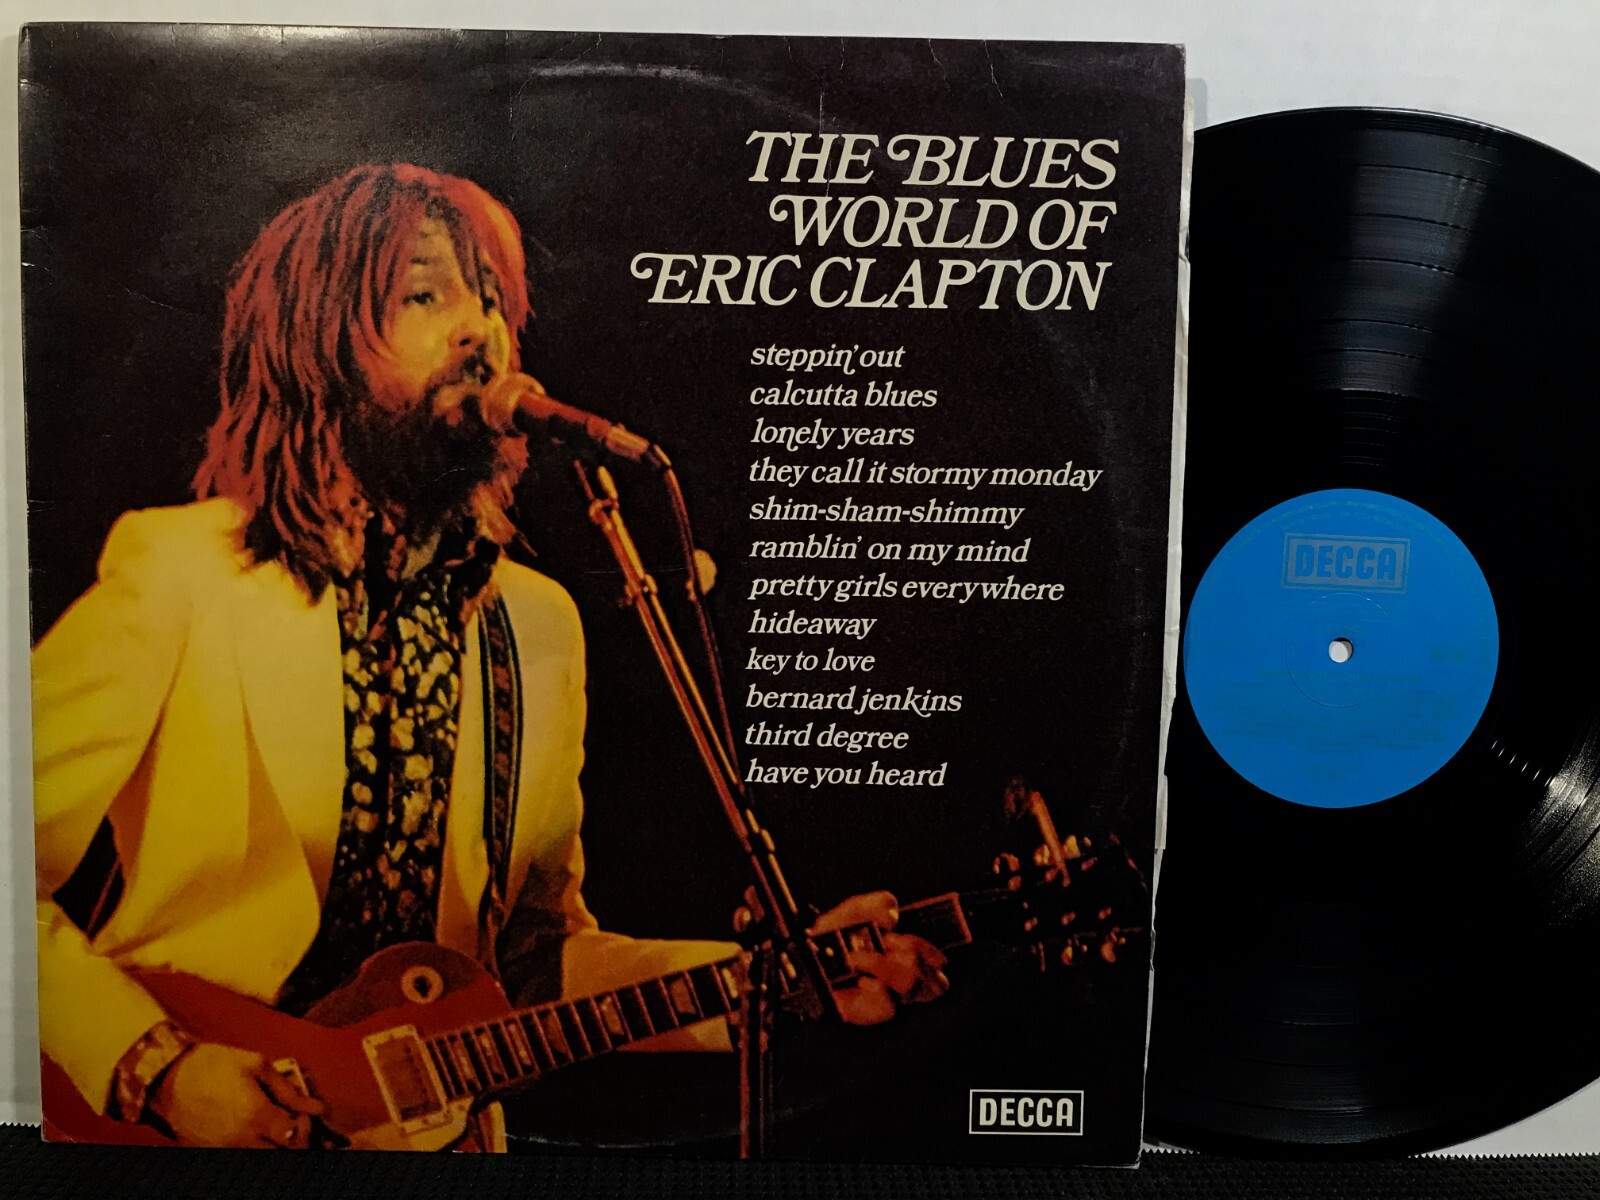 THE BLUES
WORLD OF
ERIC CLAPTON
steppin' out
calcutta blues
lonely years
they call it stormy monday
shim-sham-shimmy
ramblin' on my mind
pretty girls everywhere
hideaway
key to love
bernard jenkins
third degree
have you heard
DECCA
DECCA